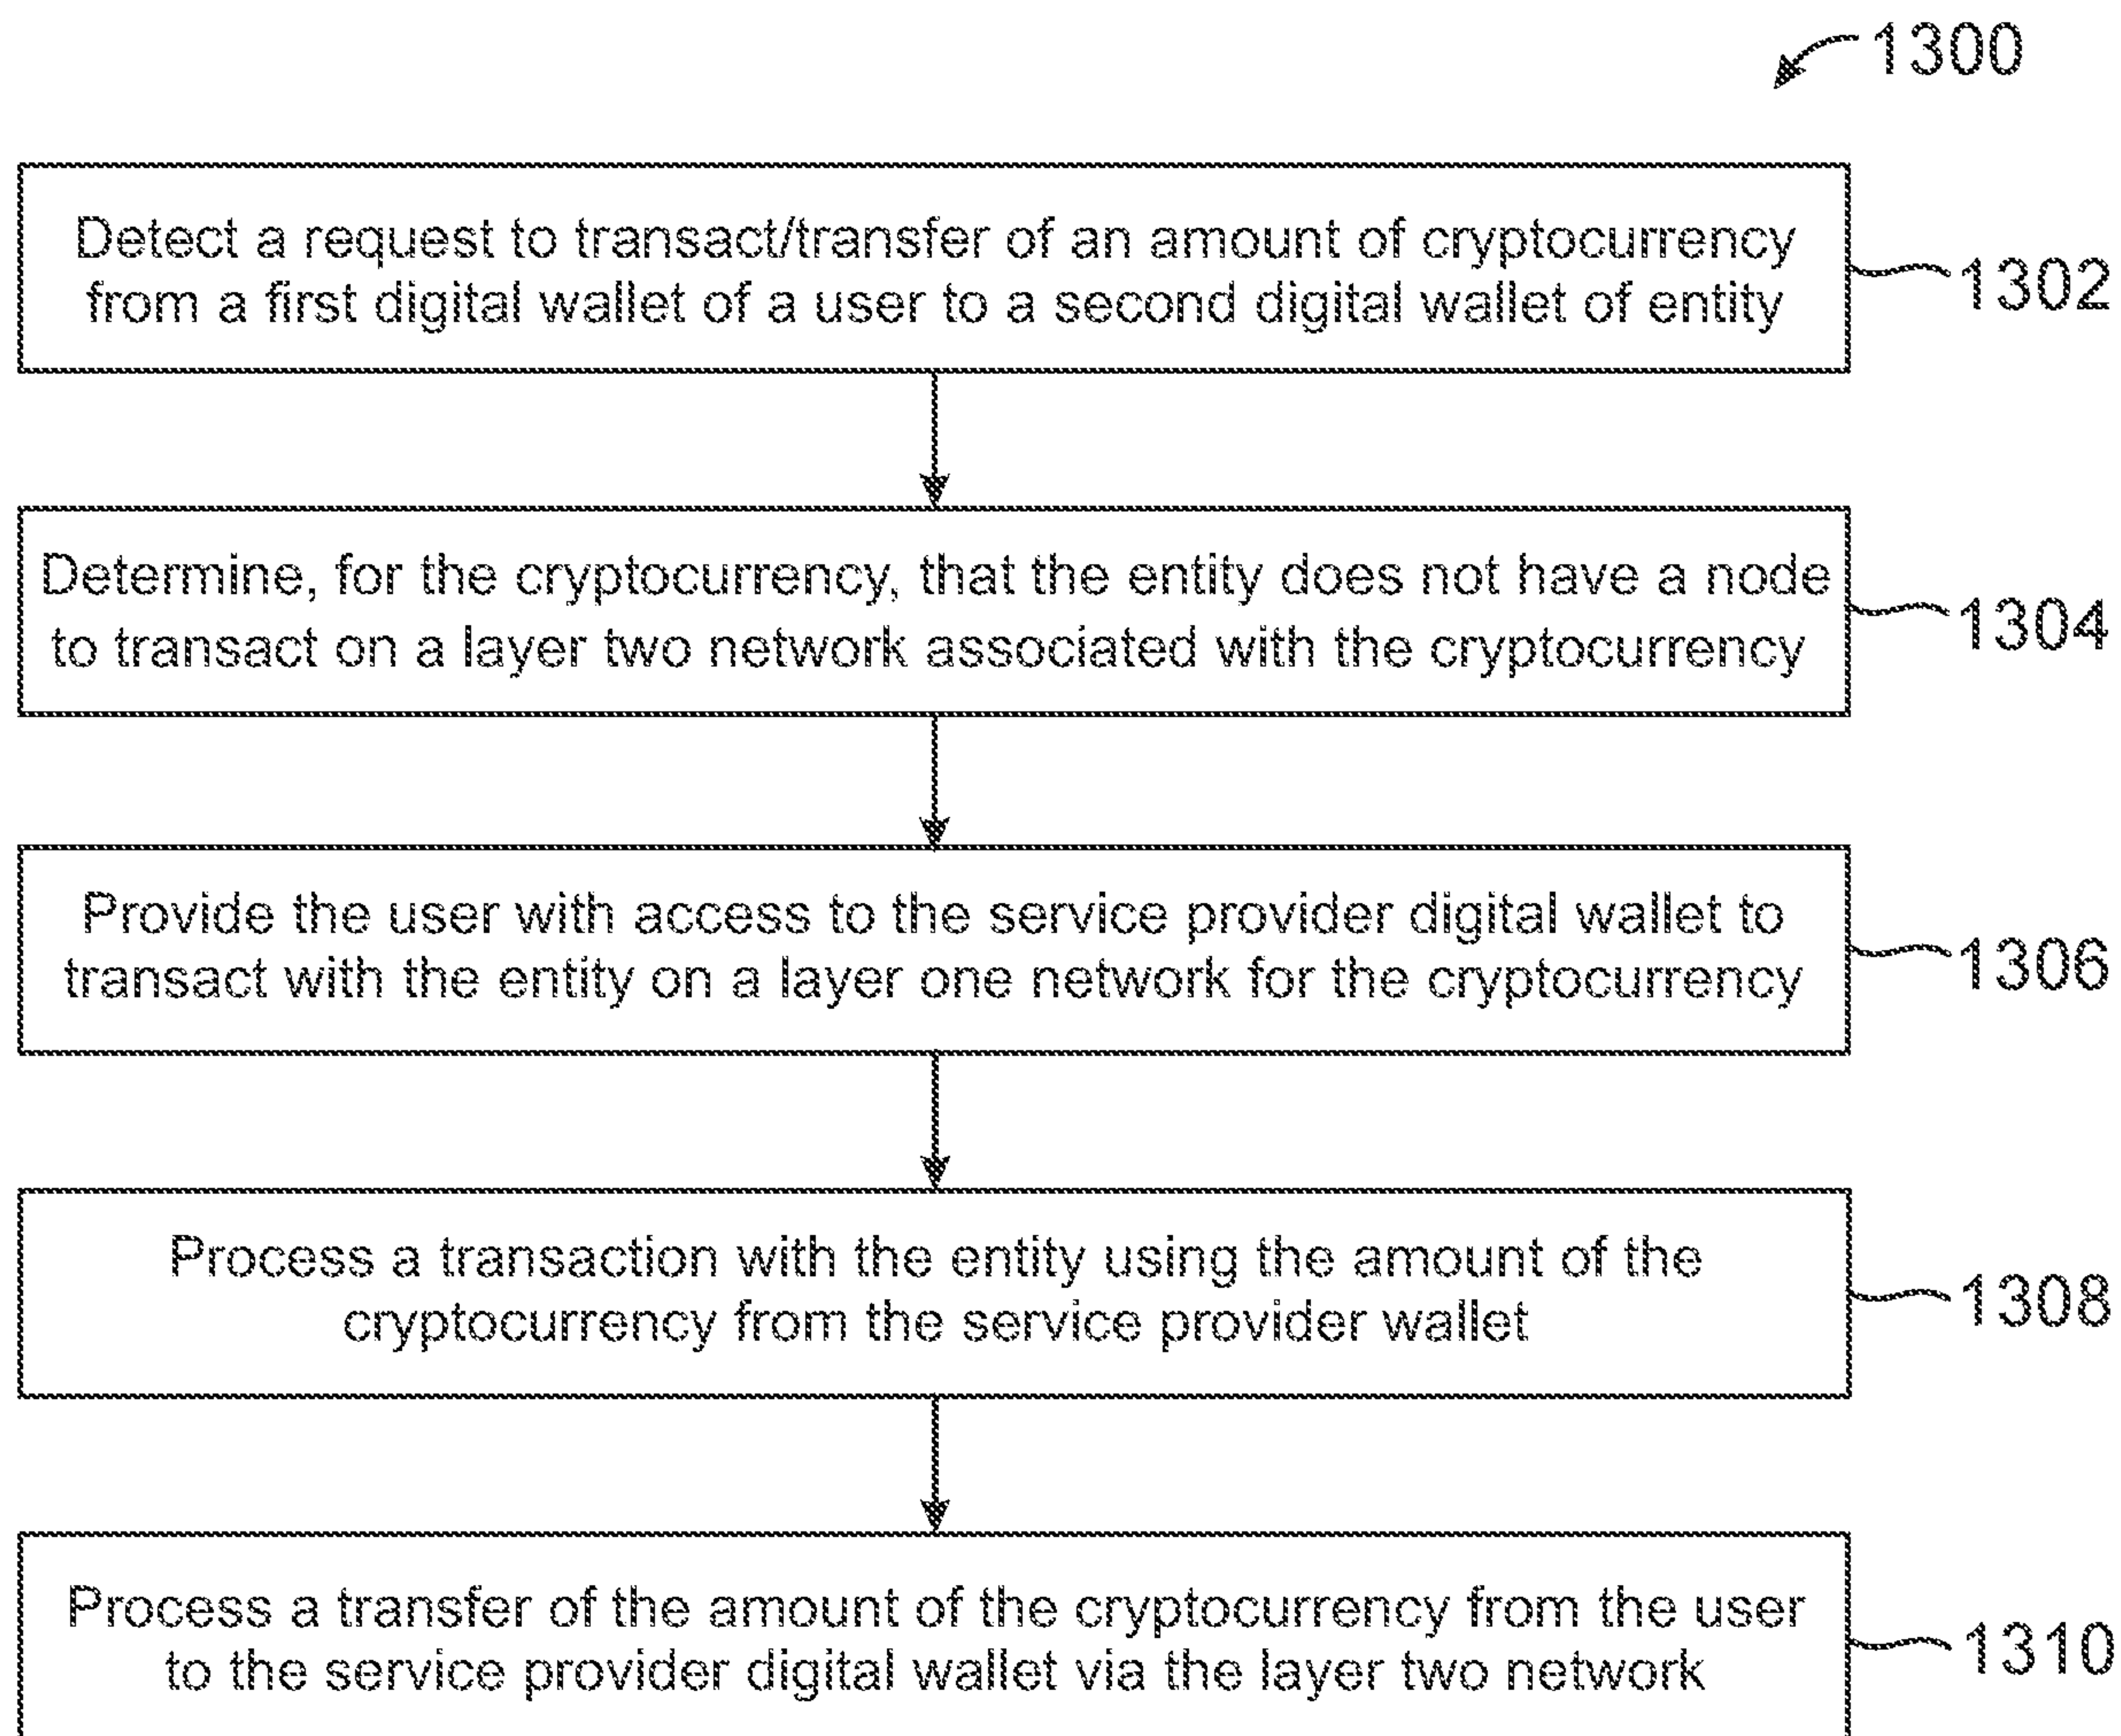 1300
Detect a request to transact/transfer of an amount of cryptocurrency
from a first digital wallet of a user to a second digital wallet of entity
1302
Determine, for the cryptocurrency, that the entity does not have a node
to transact on a layer two network associated with the cryptocurrency
1304
Provide the user with access to the service provider digital wallet to
transact with the entity on a layer one network for the cryptocurrency
1306
Process a transaction with the entity using the amount of the
cryptocurrency from the service provider wallet
1308
Process a transfer of the amount of the cryptocurrency from the user
to the service provider digital wallet via the layer two network
1310